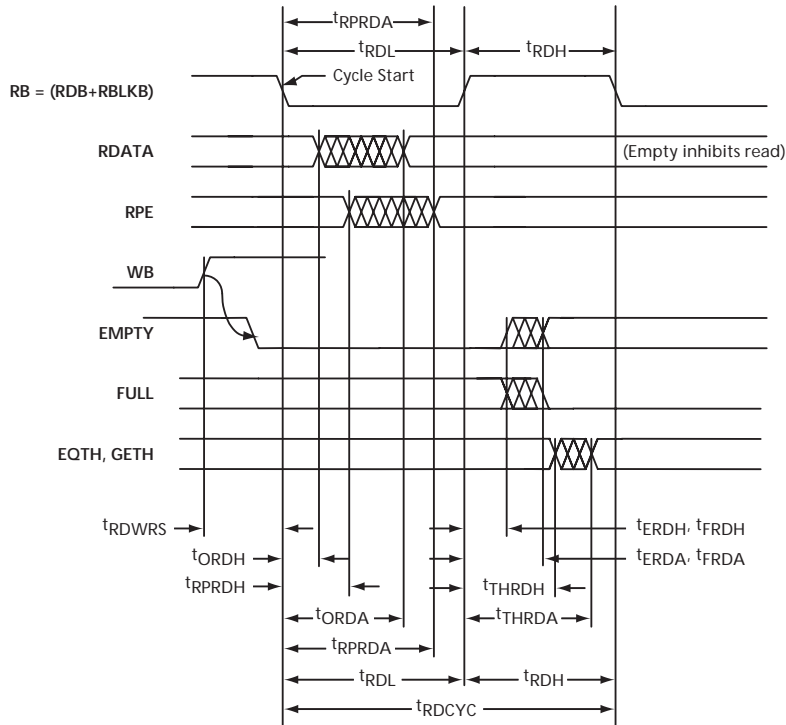 tRPRDA
tRDL tRDH
Cycle Start
RB = (RDB+RBLKB)
RDATA (Empty inhibits read)
RPE
WB
EMPTY
FULL
EQTH, GETH
tRDWRS tERDH, tFRDH
tORDH tERDA, tFRDA
tRPRDH tTHRDH
tORDA tTHRDA
tRPRDA
tRDL tRDH
tRDCYC